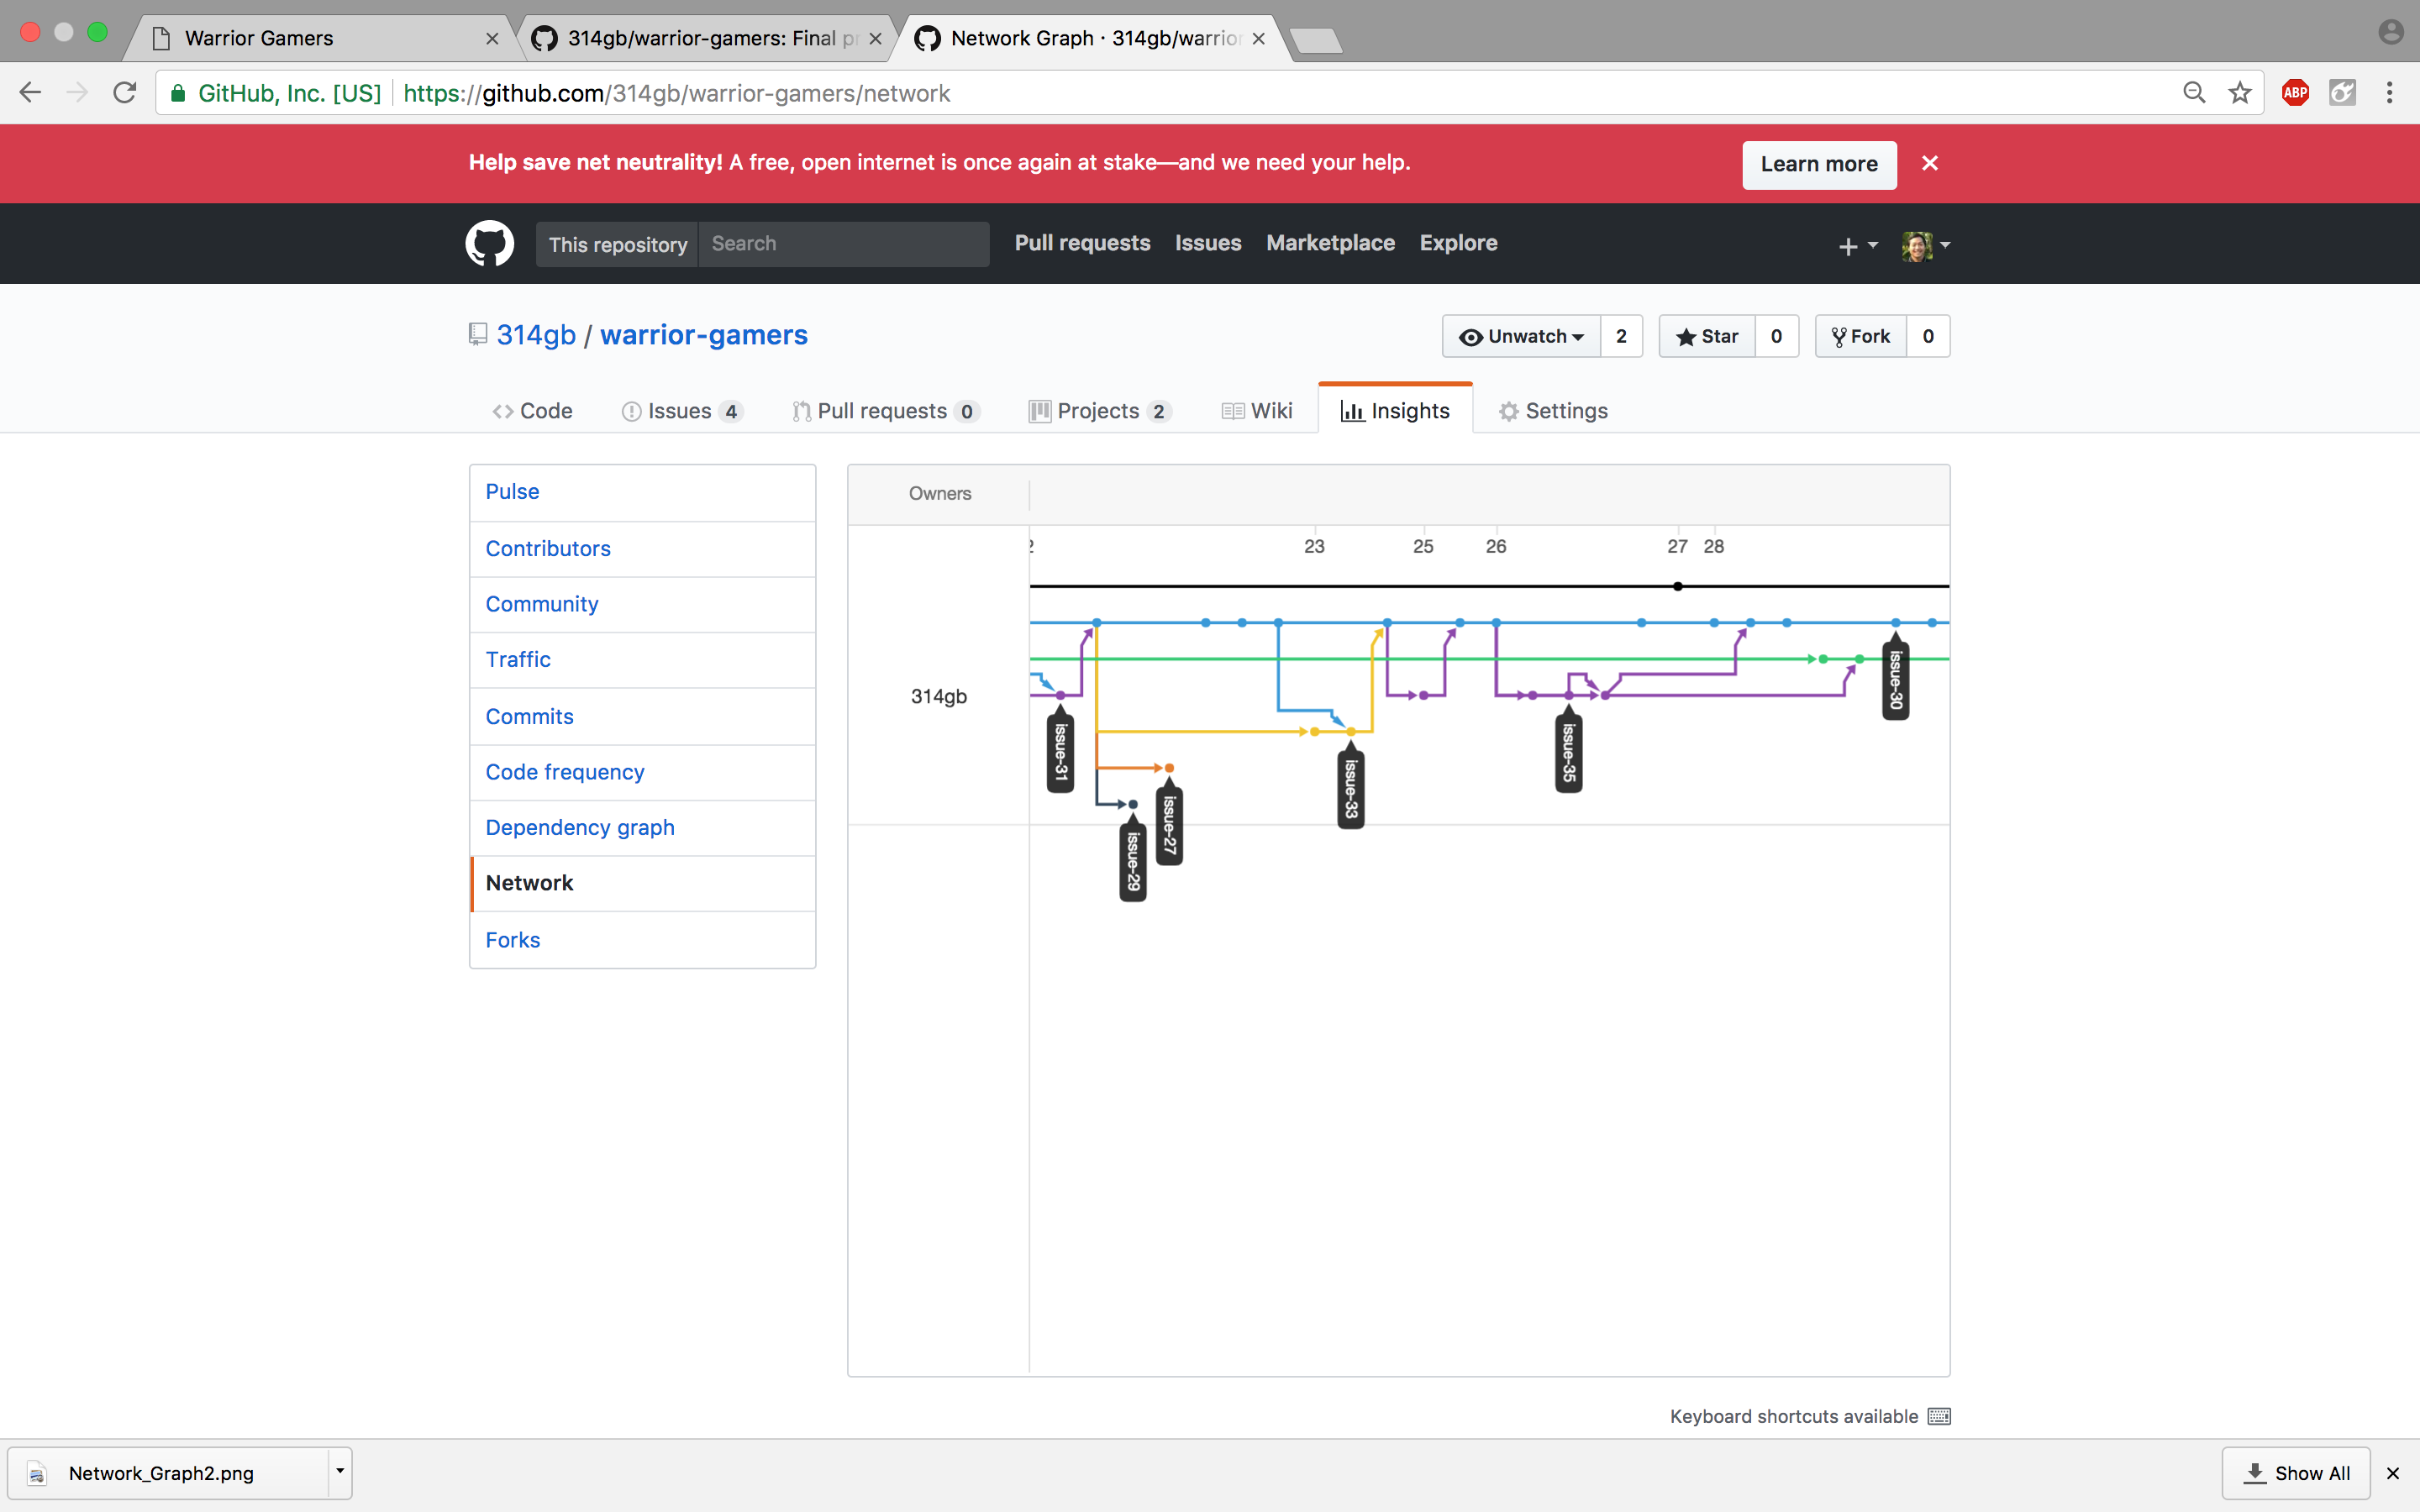 Warrior Gamers
314gb/warrior-gamers: Final pr
Network Graph · 314gb/warrior
GitHub, Inc. [US] https://github.com/314gb/warrior-gamers/network
ABP
Help save net neutrality! A free, open internet is once again at stake—and we need your help.
Learn more
This repository Search Pull requests Issues Marketplace Explore
314gb / warrior-gamers
Unwatch 2 Star 0 Fork 0
Code Issues 4 Pull requests 0 Projects 2 Wiki Insights Settings
Pulse
Contributors
Community
Traffic
Commits
Code frequency
Dependency graph
Network
Forks
Owners
2 23 25 26 27 28
314gb
issue-31
issue-29
issue-27
issue-33
issue-35
issue-30
Keyboard shortcuts available
Network_Graph2.png
Show All